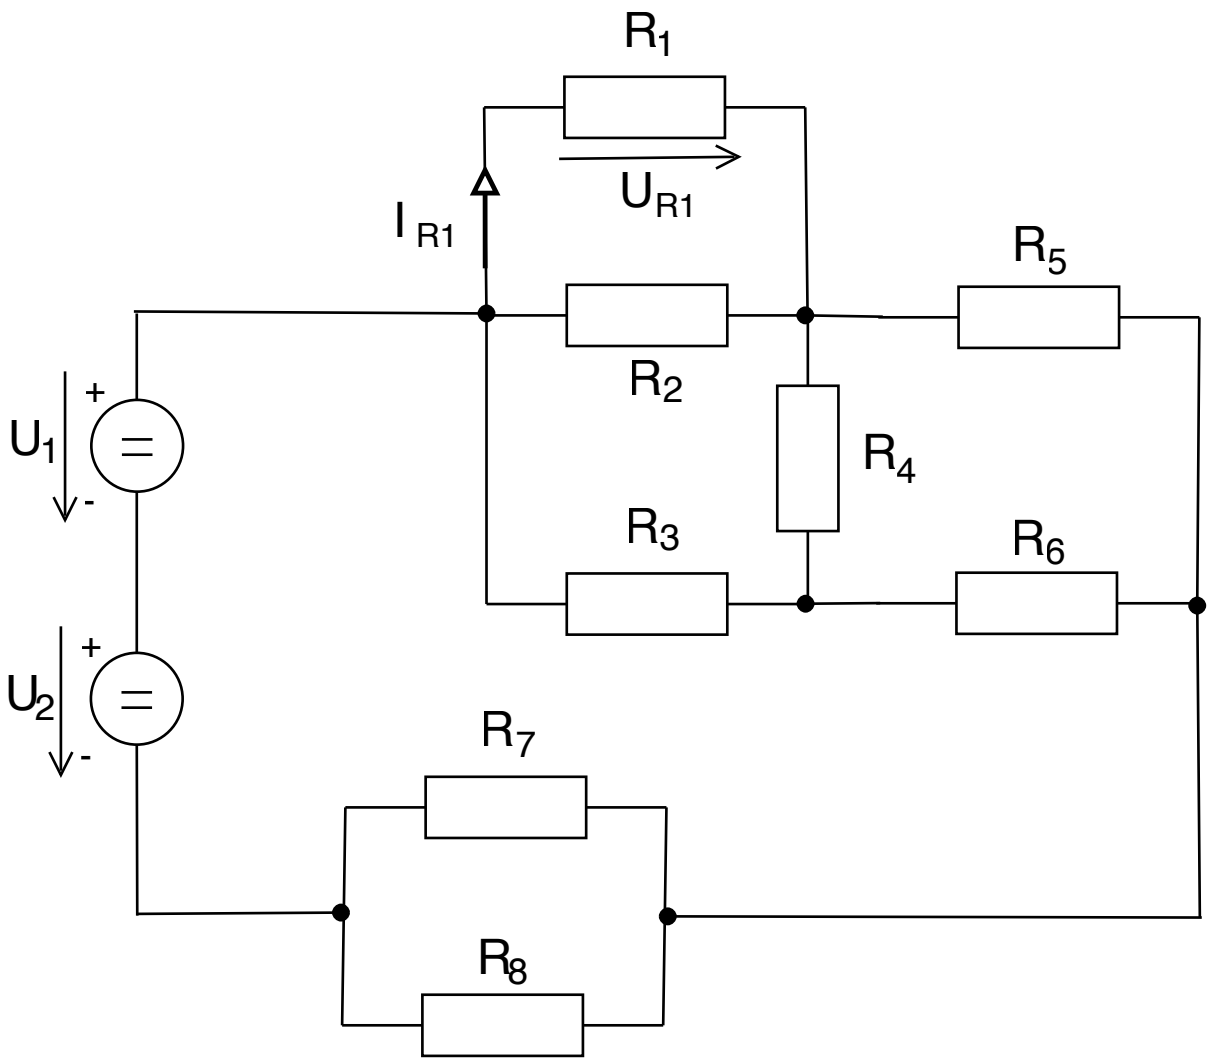 R1
UR1
IR1
R5
R2
+
U1
=
-
R4
R3
R6
+
U2
=
-
R7
R8